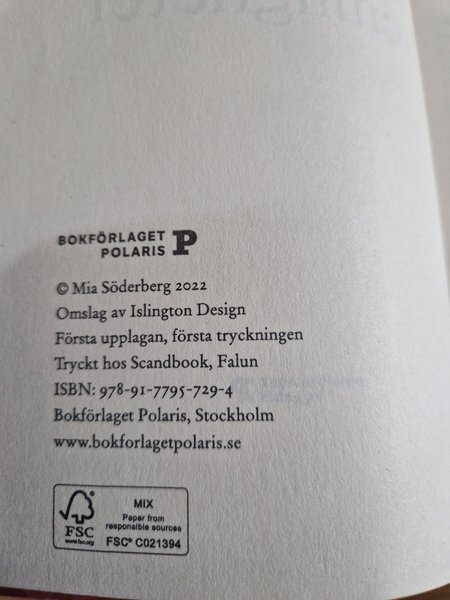 BOKFÖRLAGET
POLARIS P
© Mia Söderberg 2022
Omslag av Islington Design
Första upplagan, första tryckningen
Tryckt hos Scandbook, Falun
ISBN: 978-91-7795-729-4
Bokförlaget Polaris, Stockholm
www.bokforlagetpolaris.se
FSC
www.fsc.org
MIX
Paper from
responsible sources
FSC® C021394